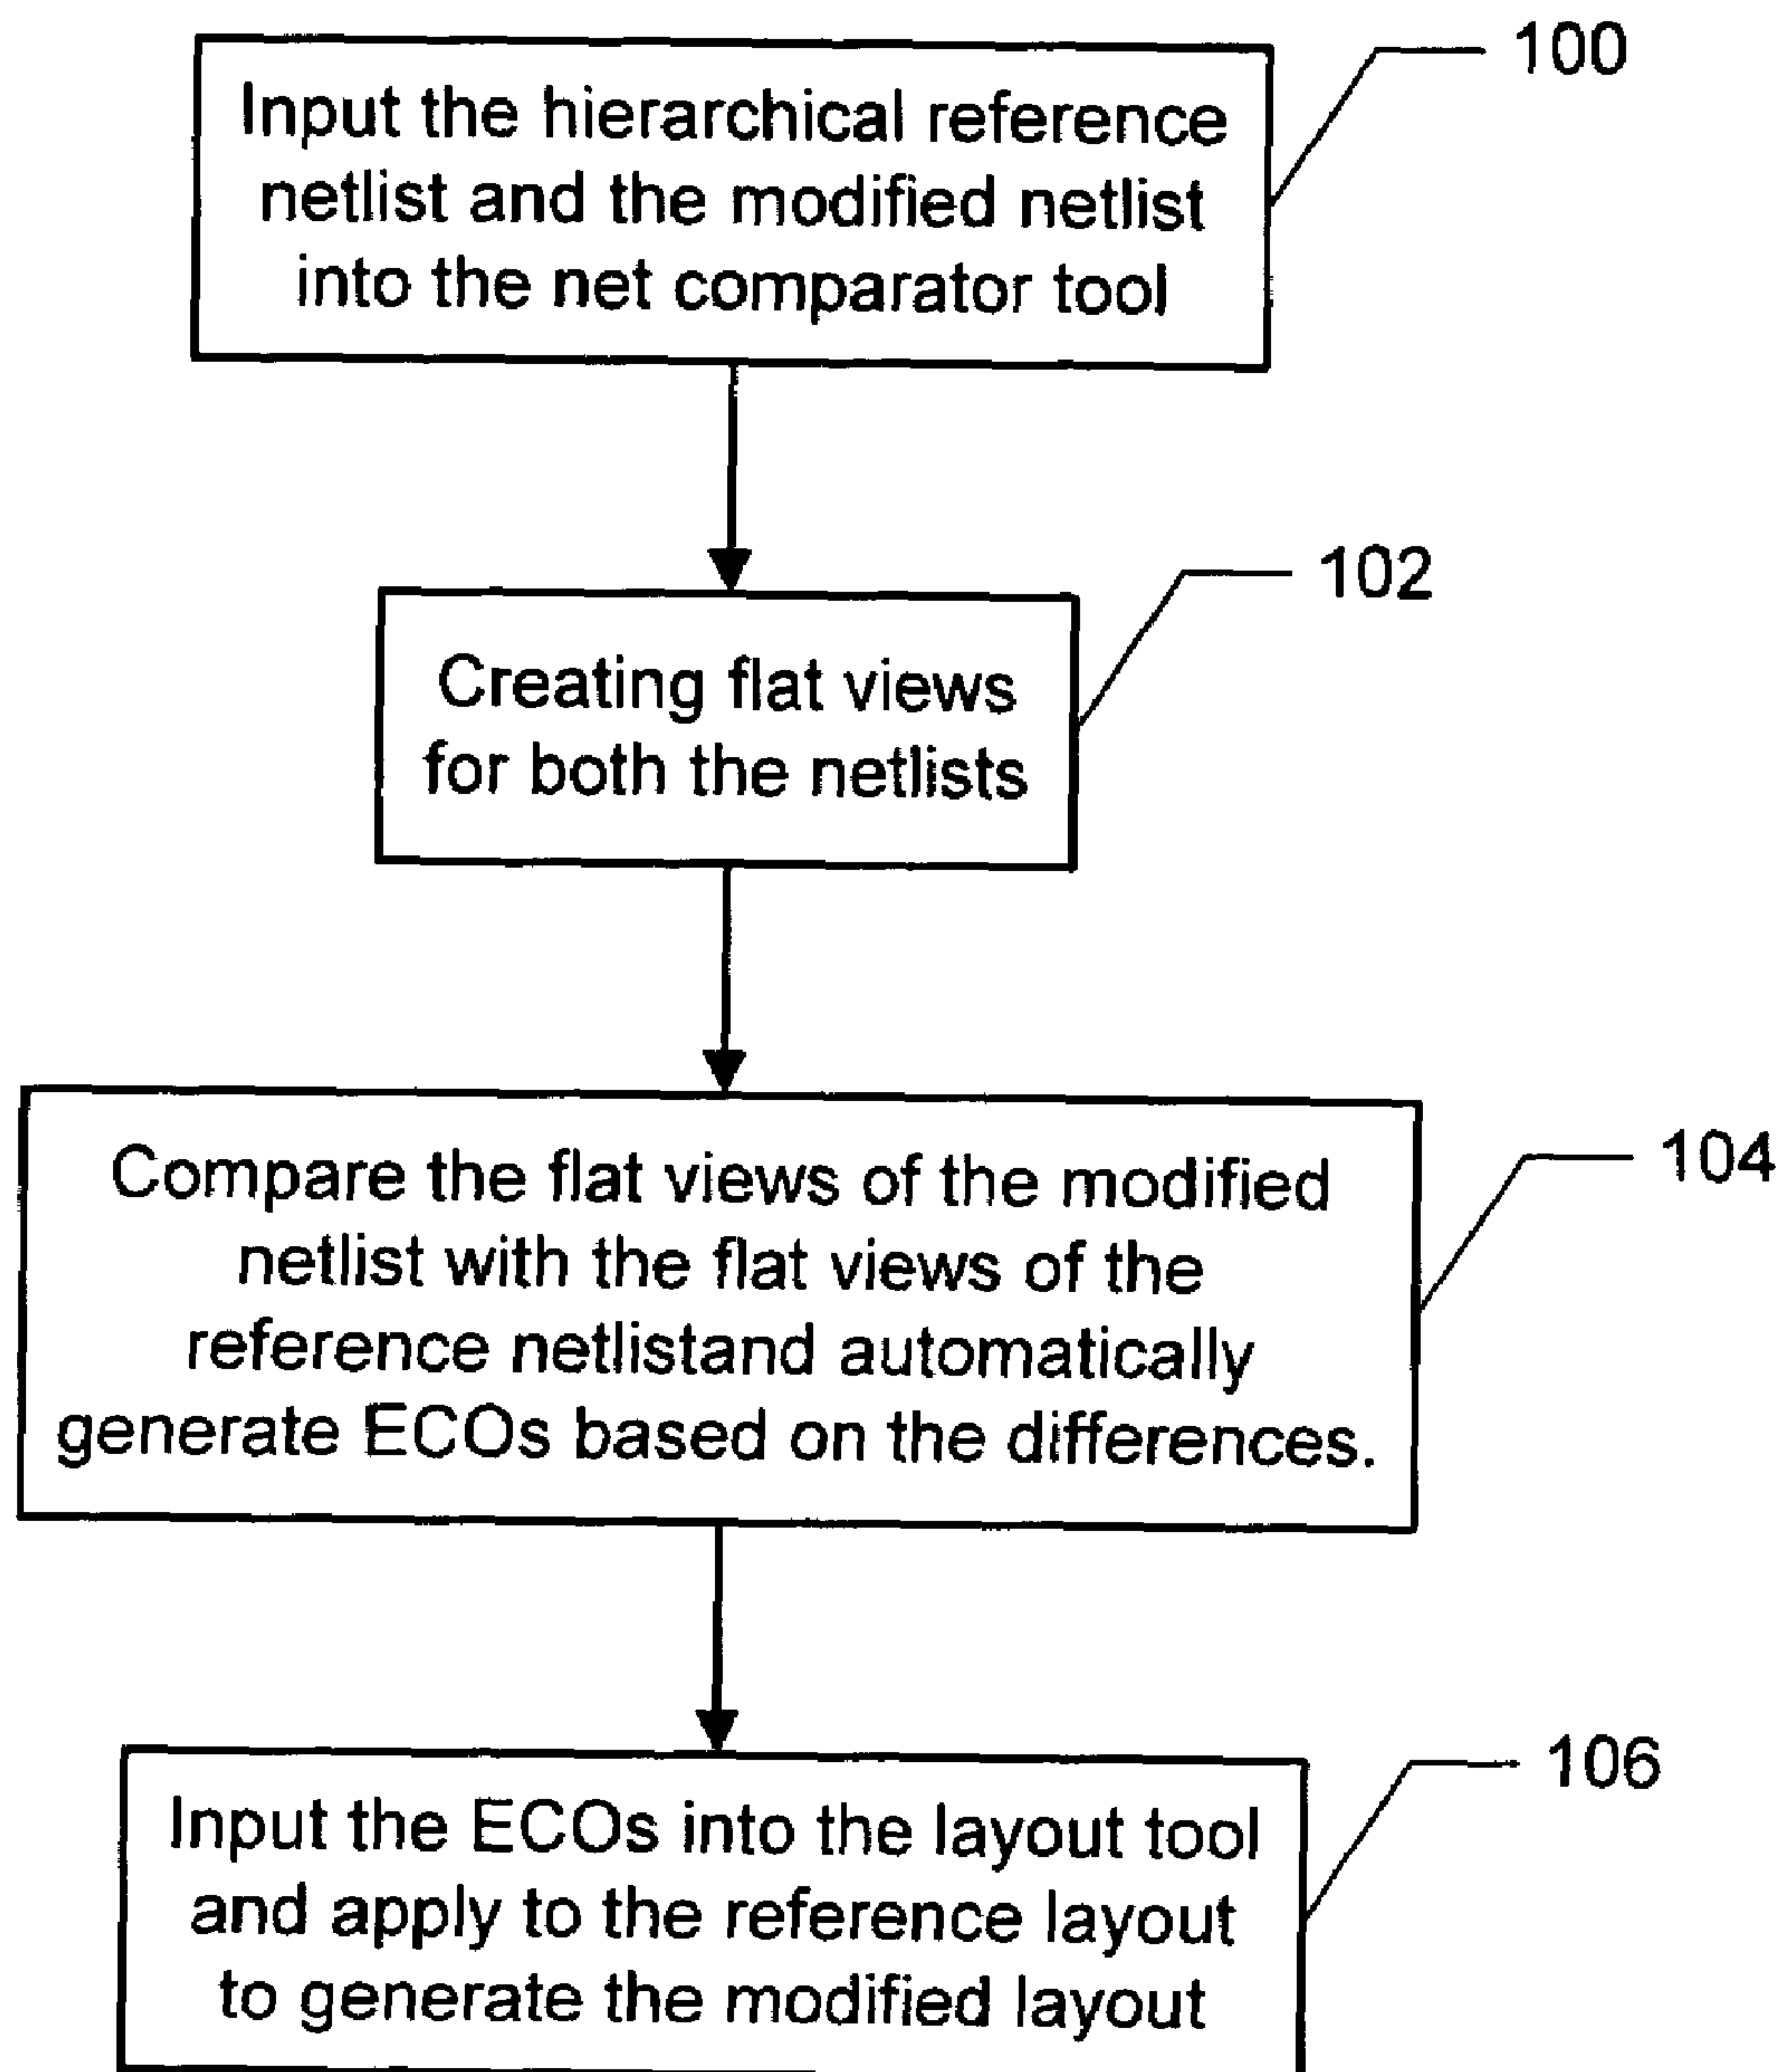 100
Input the hierarchical reference
netlist and the modified netlist
into the net comparator tool
102
Creating flat views
for both the netlists
104
Compare the flat views of the modified
netlist with the flat views of the
reference netlistand automatically
generate ECOs based on the differences.
106
Input the ECOs into the layout tool
and apply to the reference layout
to generate the modified layout